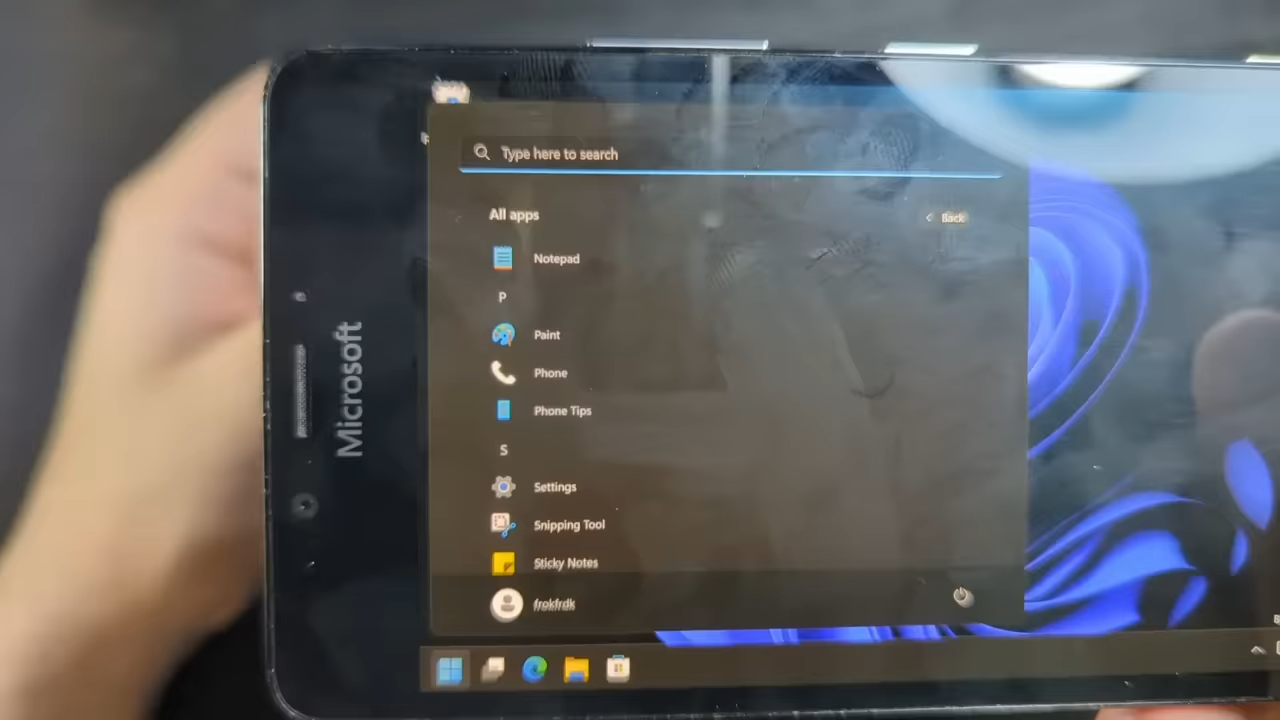 Microsoft
Type here to search
All apps
Back
Notepad
P
Paint
Phone
Phone Tips
S
Settings
Snipping Tool
Sticky Notes
frokfrdk